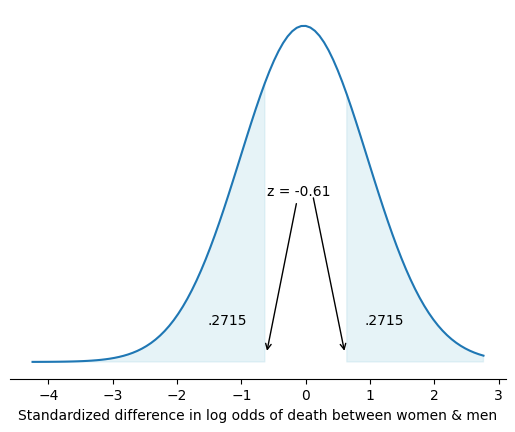 z = -0.61
.2715 .2715
−4 −3 −2 −1 0 1 2 3
Standardized difference in log odds of death between women & men